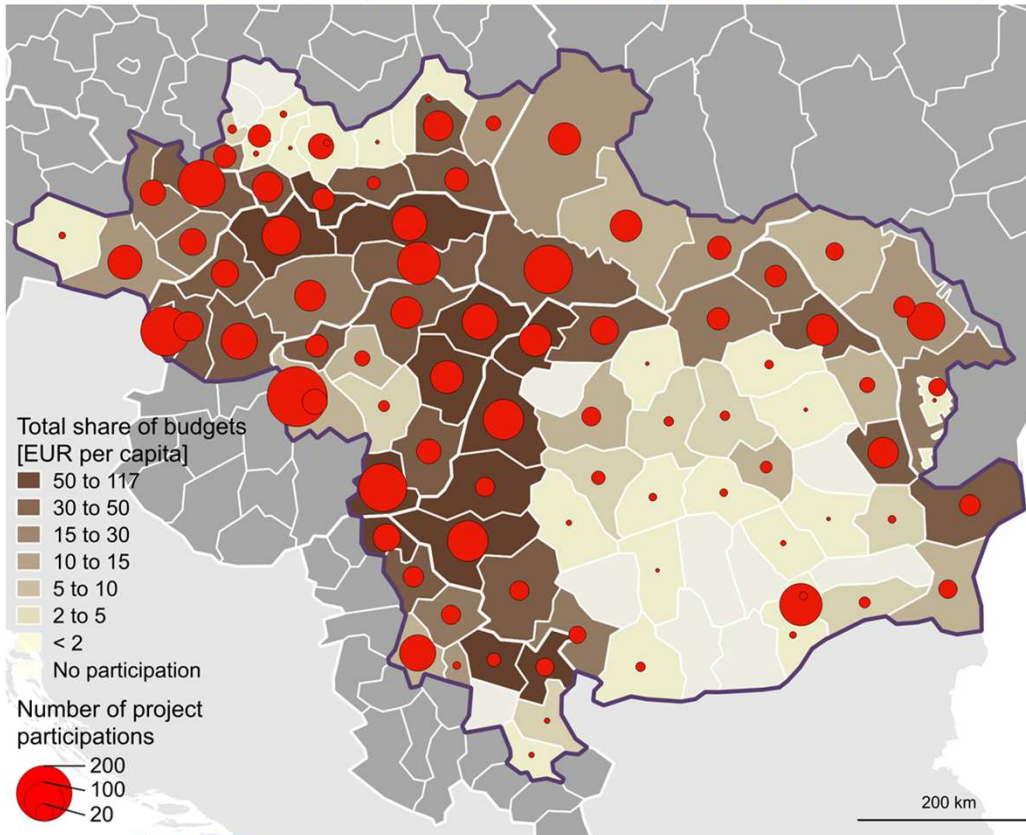 Total share of budgets
[EUR per capita]
50 to 117
30 to 50
15 to 30
10 to 15
5 to 10
2 to 5
< 2
No participation
Number of project
participations
200
100
20
200 km